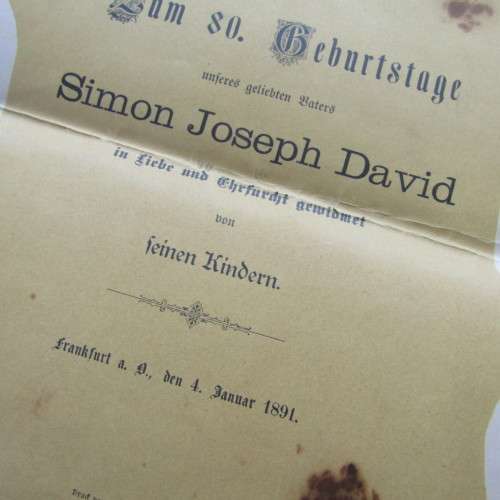 Zum 80. Geburtstage
unseres geliebten Vaters
Simon Joseph David
in Liebe und Ehrfurcht gewidmet
von
seinen Kindern.
Frankfurt a. O., den 4. Januar 1891.
Druck